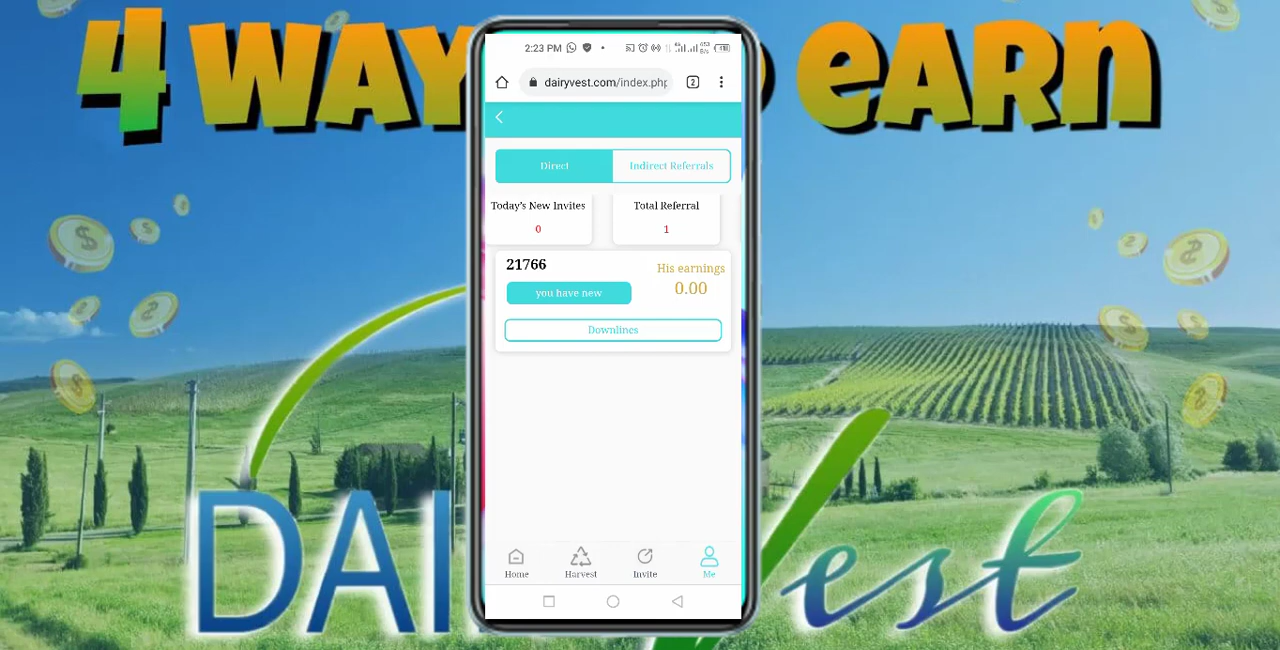 4 WAY
EARN
2:23 PM
dairyvest.com/index.php
2
Direct
Indirect Referrals
Today's New Invites
Total Referral
0
1
21766
His earnings
you have new
0.00
Downlines
DAI
Vest
Home
Harvest
Invite
Me